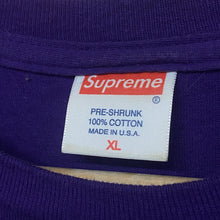 Supreme
PRE-SHRUNK
100% COTTON
MADE IN U.S.A.
XL